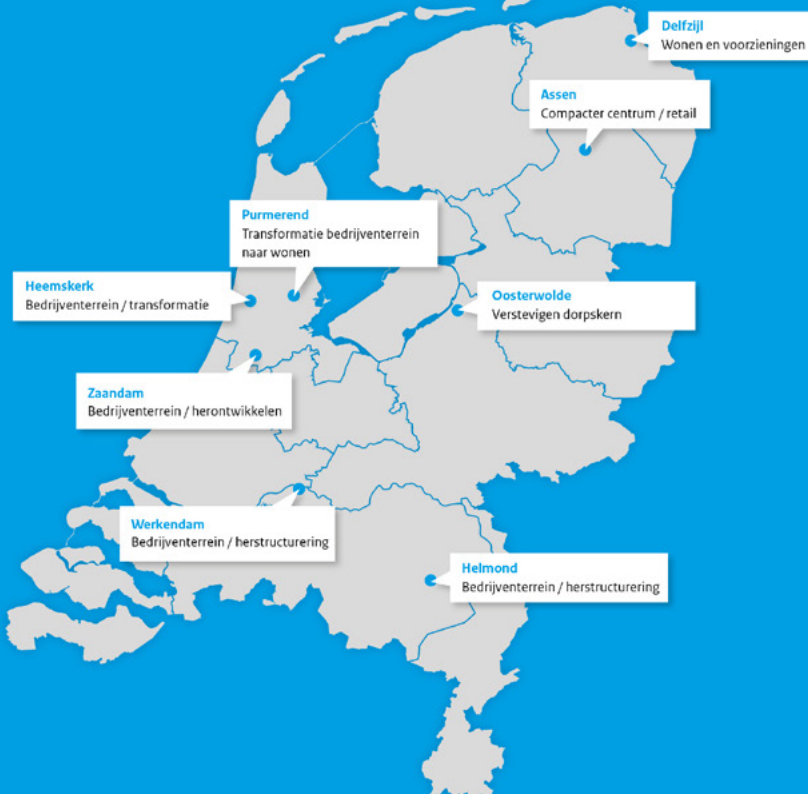 Delfzijl
Wonen en voorzieningen
Assen
Compacter centrum / retail
Purmerend
Transformatie bedrijventerrein
naar wonen
Heemskerk
Bedrijventerrein / transformatie
Oosterwolde
Verstevigen dorpskern
Zaandam
Bedrijventerrein / herontwikkelen
Werkendam
Bedrijventerrein / herstructurering
Helmond
Bedrijventerrein / herstructurering